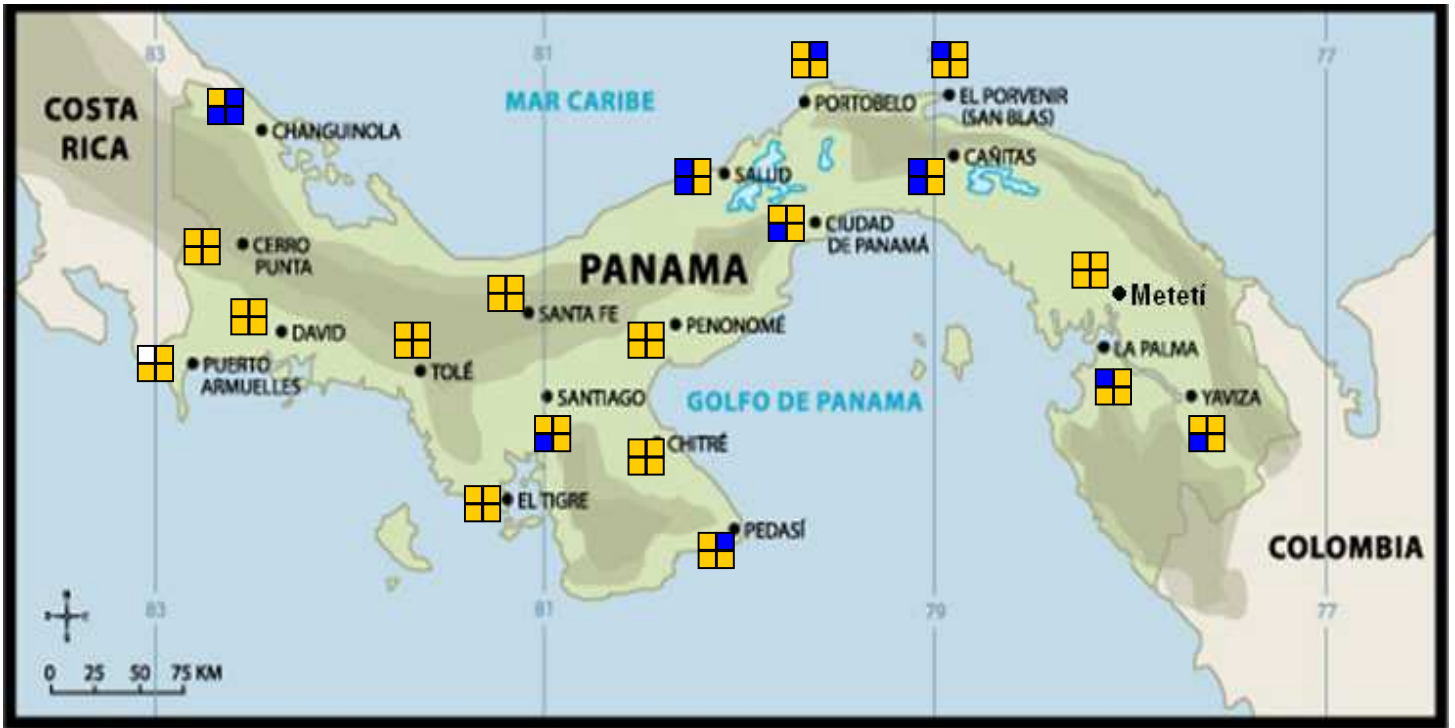 83
81
77
COSTA
RICA
MAR CARIBE
PORTOBELO
EL PORVENIR
(SAN BLAS)
CHANGUINOLA
SALUD
CAÑITAS
CIUDAD
DE PANAMÁ
CERRO
PUNTA
PANAMA
Metetí
SANTA FE
PENONOMÉ
DAVID
LA PALMA
PUERTO
ARMUELLES
TOLÉ
SANTIAGO
GOLFO DE PANAMA
YAVIZA
CHITRÉ
EL TIGRE
PEDASÍ
COLOMBIA
83
81
79
77
0 25 50 75 KM